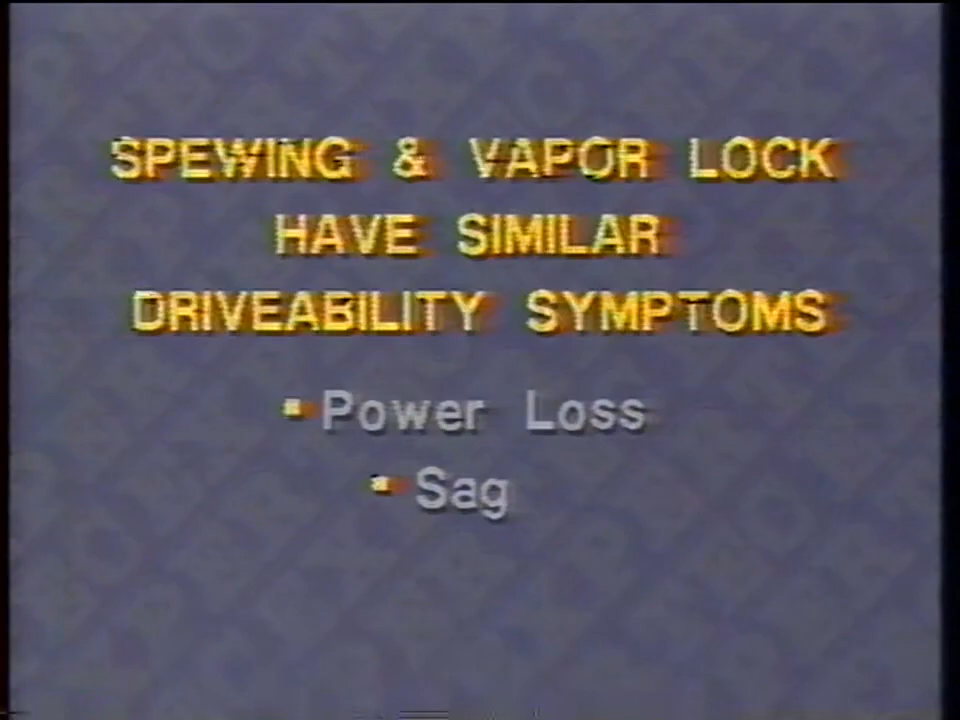 SPEWING & VAPOR LOCK
HAVE SIMILAR
DRIVEABILITY SYMPTOMS
▪ Power Loss
▪ Sag